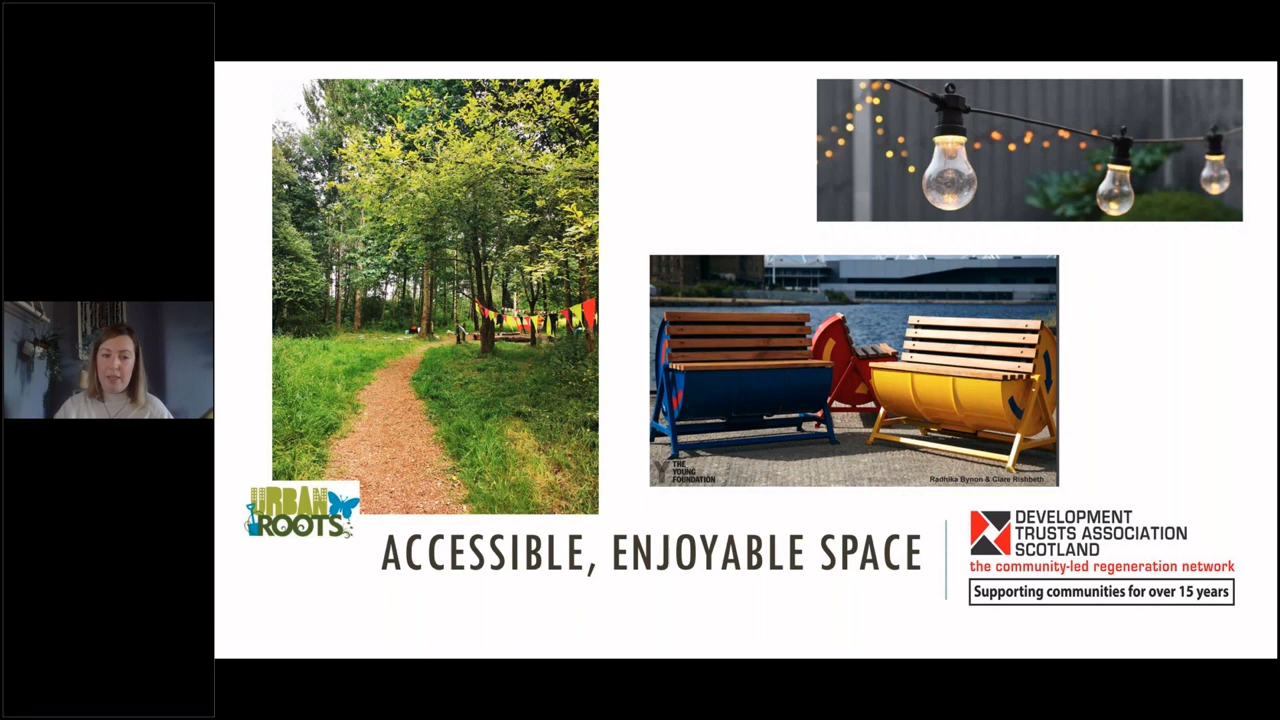 THE
YOUNG
FOUNDATION
Radhika Bynon & Clare Rishbeth
URBAN
ROOTS
ACCESSIBLE, ENJOYABLE SPACE
DEVELOPMENT
TRUSTS ASSOCIATION
SCOTLAND
the community-led regeneration network
Supporting communities for over 15 years